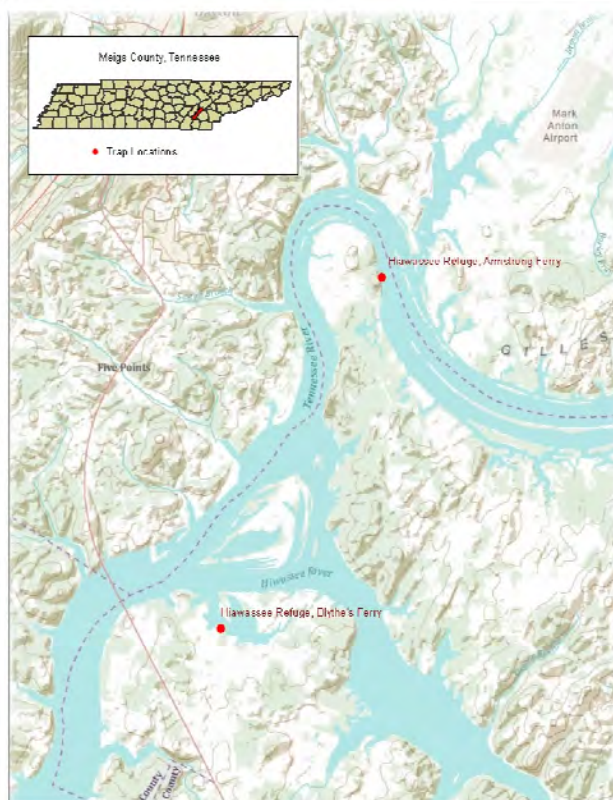 Meigs County, Tennessee
Trap Locations
Mark
Anton
Airport
Hiawassee Refuge, Armstrong Ferry
GILLES
Five Points
Tennessee River
Hiwassee River
Hiawassee Refuge, Blythe's Ferry
County
County